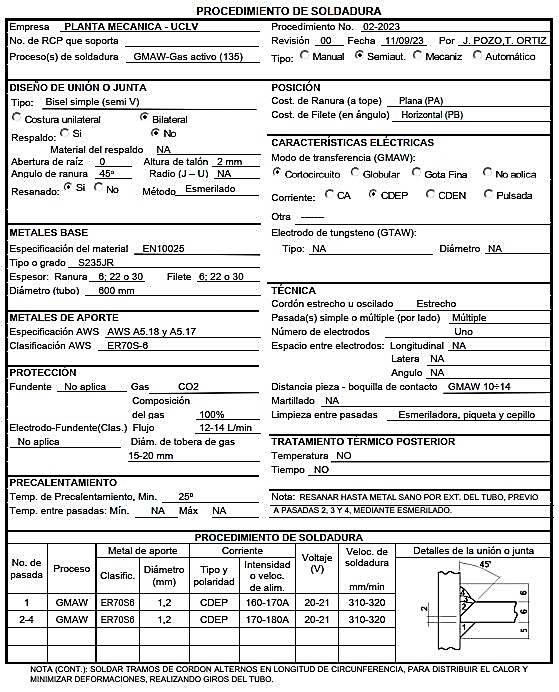 PROCEDIMIENTO DE SOLDADURA
Empresa PLANTA MECANICA - UCLV
No. de RCP que soporta
Proceso(s) de soldadura GMAW-Gas activo (135)
Procedimiento No. 02-2023
Revisión 00 Fecha 11/09/23 Por J. POZO,T. ORTIZ
Tipo: Manual Semiaut. Mecaniz Automático
DISEÑO DE UNIÓN O JUNTA
Tipo: Bisel simple (semi V)
Costura unilateral Bilateral
Respaldo: Si No
Material del respaldo NA
Abertura de raíz 0 Altura de talón 2 mm
Angulo de ranura 45º Radio (J – U) NA
Resanado: Si No Método Esmerilado
METALES BASE
Especificación del material EN10025
Tipo o grado S235JR
Espesor: Ranura 6; 22 o 30 Filete 6; 22 o 30
Diámetro (tubo) 600 mm
METALES DE APORTE
Especificación AWS AWS A5.18 y A5.17
Clasificación AWS ER70S-6
PROTECCIÓN
Fundente No aplica Gas CO2
Composición
del gas 100%
Electrodo-Fundente(Clas.) Flujo 12-14 L/min
No aplica Diám. de tobera de gas
15-20 mm
PRECALENTAMIENTO
Temp. de Precalentamiento, Min. 25º
Temp. entre pasadas: Mín. NA Máx NA
POSICIÓN
Cost. de Ranura (a tope) Plana (PA)
Cost. de Filete (en ángulo) Horizontal (PB)
CARACTERÍSTICAS ELÉCTRICAS
Modo de transferencia (GMAW):
Cortocircuito Globular Gota Fina No aplica
Corriente: CA CDEP CDEN Pulsada
Otra ----
Electrodo de tungsteno (GTAW):
Tipo: NA Diámetro NA
TÉCNICA
Cordón estrecho u oscilado Estrecho
Pasada(s) simple o múltiple (por lado) Múltiple
Número de electrodos Uno
Espacio entre electrodos: Longitudinal NA
Latera NA
Angulo NA
Distancia pieza - boquilla de contacto GMAW 10÷14
Martillado NA
Limpieza entre pasadas Esmeriladora, piqueta y cepillo
TRATAMIENTO TÉRMICO POSTERIOR
Temperatura NO
Tiempo NO
Nota: RESANAR HASTA METAL SANO POR EXT. DEL TUBO, PREVIO
A PASADAS 2, 3 Y 4, MEDIANTE ESMERILADO.
PROCEDIMIENTO DE SOLDADURA
No. de pasada Proceso Metal de aporte Corriente Voltaje (V) Veloc. de soldadura Detalles de la unión o junta
Clasific. Diámetro (mm) Tipo y polaridad Intensidad o veloc. de alim. mm/min
1 GMAW ER70S6 1,2 CDEP 160-170A 20-21 310-320
2-4 GMAW ER70S6 1,2 CDEP 170-180A 20-21 310-320
45°
2
3
2
1
6
6
5
NOTA (CONT.): SOLDAR TRAMOS DE CORDON ALTERNOS EN LONGITUD DE CIRCUNFERENCIA, PARA DISTRIBUIR EL CALOR Y
MINIMIZAR DEFORMACIONES, REALIZANDO GIROS DEL TUBO.